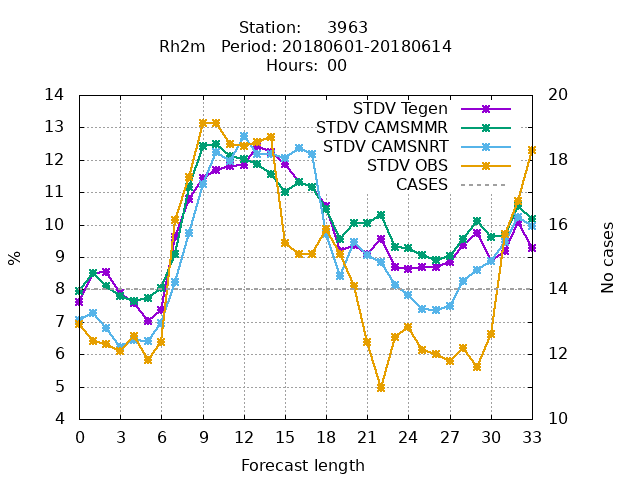 Station: 3963
Rh2m Period: 20180601-20180614
Hours: 00
14 20
STDV Tegen
13
STDV CAMSMMR
STDV CAMSNRT
12 18
STDV OBS
CASES
11
10 16
No cases
%
9
8 14
7
6 12
5
4 10
0 3 6 9 12 15 18 21 24 27 30 33
Forecast length